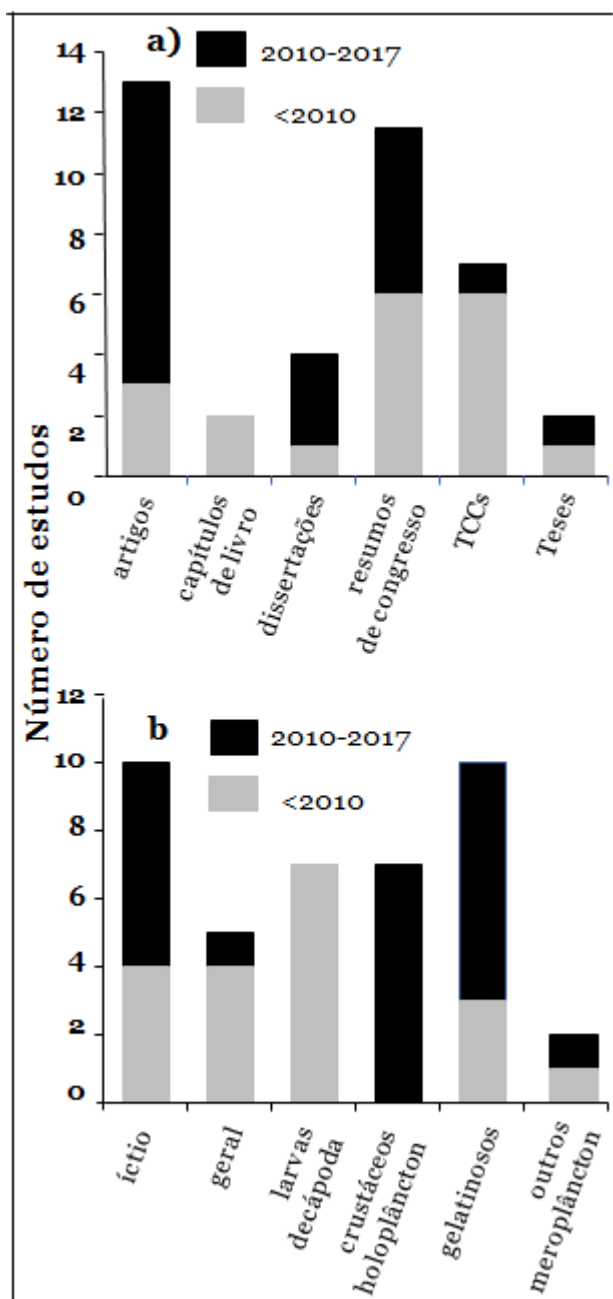 Número de estudos
a)
2010-2017
<2010
14
12
10
8
6
4
2
0
artigos
capítulos
de livro
dissertações
resumos
de congresso
TCCs
Teses
b
2010-2017
<2010
12
10
8
6
4
2
0
íctio
geral
larvas
decápoda
crustáceos
holoplâncton
gelatinosos
outros
meroplâncton